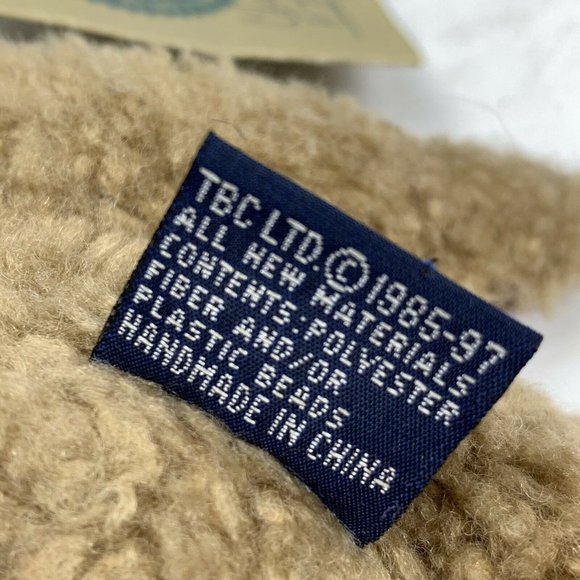 TBC LTD.©1985-97
ALL NEW MATERIALS
CONTENTS:POLYESTER
FIBER AND/OR
PLASTIC BEADS
HANDMADE IN CHINA